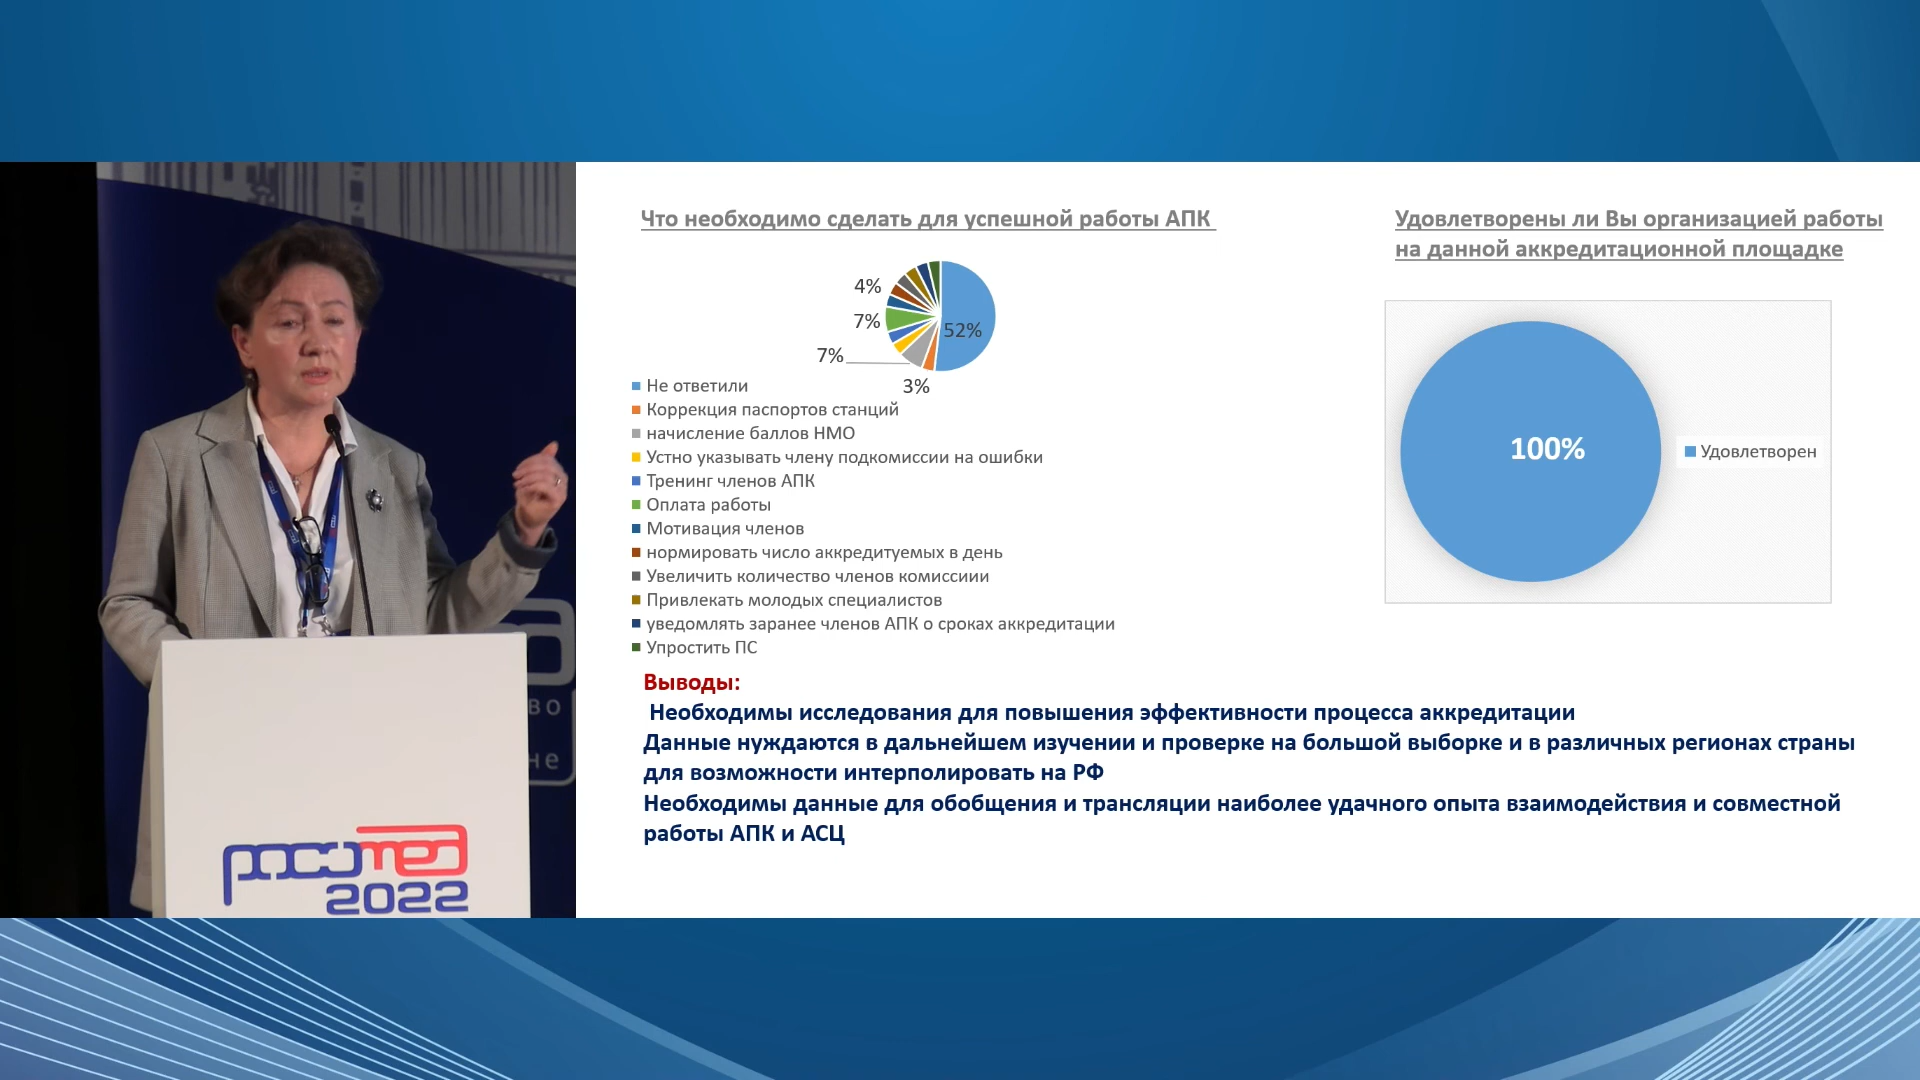 Что необходимо сделать для успешной работы АПК
4%
7%
7%
52%
3%
Не ответили
Коррекция паспортов станций
начисление баллов НМО
Устно указывать члену подкомиссии на ошибки
Тренинг членов АПК
Оплата работы
Мотивация членов
нормировать число аккредитуемых в день
Увеличить количество членов комиссиии
Привлекать молодых специалистов
уведомлять заранее членов АПК о сроках аккредитации
Упростить ПС
Удовлетворены ли Вы организацией работы
на данной аккредитационной площадке
100%
Удовлетворен
Выводы:
Необходимы исследования для повышения эффективности процесса аккредитации
Данные нуждаются в дальнейшем изучении и проверке на большой выборке и в различных регионах страны
для возможности интерполировать на РФ
Необходимы данные для обобщения и трансляции наиболее удачного опыта взаимодействия и совместной
работы АПК и АСЦ
во
не
росомед
2022